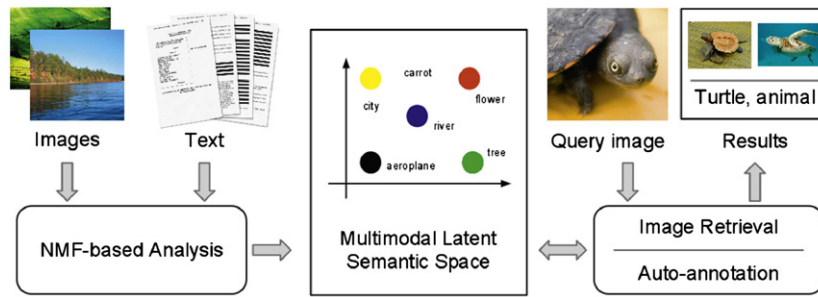 Images
Text
NMF-based Analysis
carrot
city
flower
river
aeroplane
tree
Multimodal Latent
Semantic Space
Query image
Turtle, animal
Results
Image Retrieval
Auto-annotation